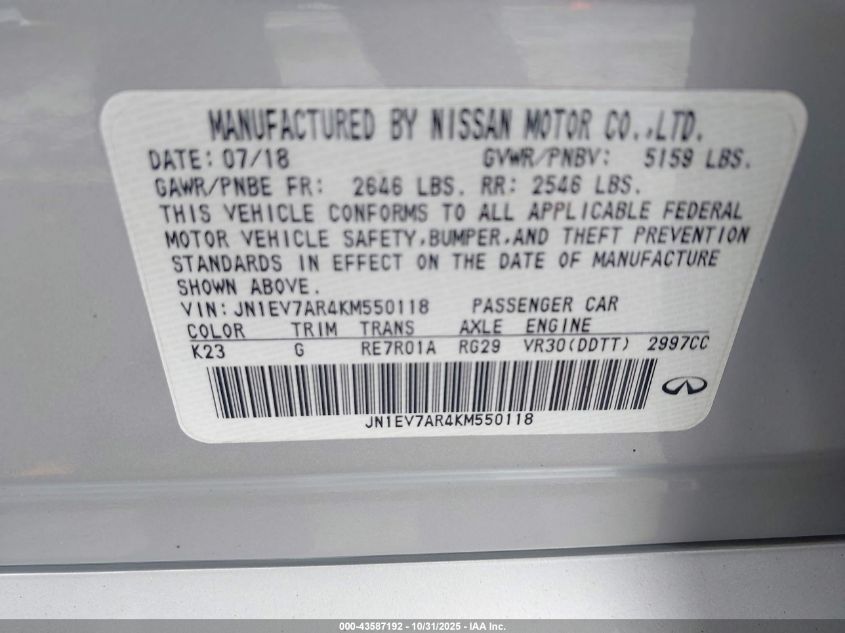 MANUFACTURED BY NISSAN MOTOR CO.,LTD.
DATE: 07/18 GVWR/PNBV: 5159 LBS.
GAWR/PNBE FR: 2646 LBS. RR: 2546 LBS.
THIS VEHICLE CONFORMS TO ALL APPLICABLE FEDERAL
MOTOR VEHICLE SAFETY,BUMPER,AND THEFT PREVENTION
STANDARDS IN EFFECT ON THE DATE OF MANUFACTURE
SHOWN ABOVE.
VIN: JN1EV7AR4KM550118 PASSENGER CAR
COLOR TRIM TRANS AXLE ENGINE
K23 G RE7R01A RG29 VR30(DDTT) 2997CC
JN1EV7AR4KM550118
000-43587192 - 10/31/2025 - IAA Inc.